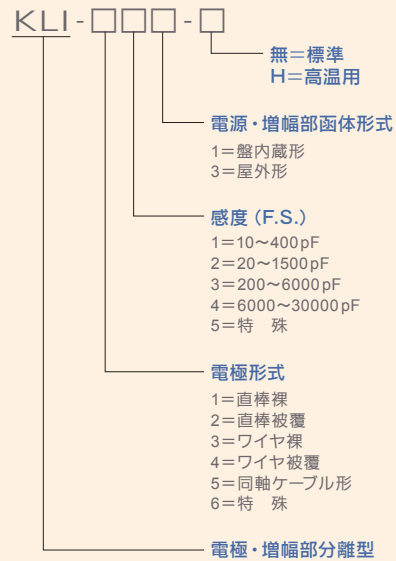 KLI-□□□-□
無＝標準
H＝高温用
電源・増幅部函体形式
1＝盤内蔵形
3＝屋外形
感度（F.S.）
1＝10〜400pF
2＝20〜1500pF
3＝200〜6000pF
4＝6000〜30000pF
5＝特　殊
電極形式
1＝直棒裸
2＝直棒被覆
3＝ワイヤ裸
4＝ワイヤ被覆
5＝同軸ケーブル形
6＝特　殊
電極・増幅部分離型